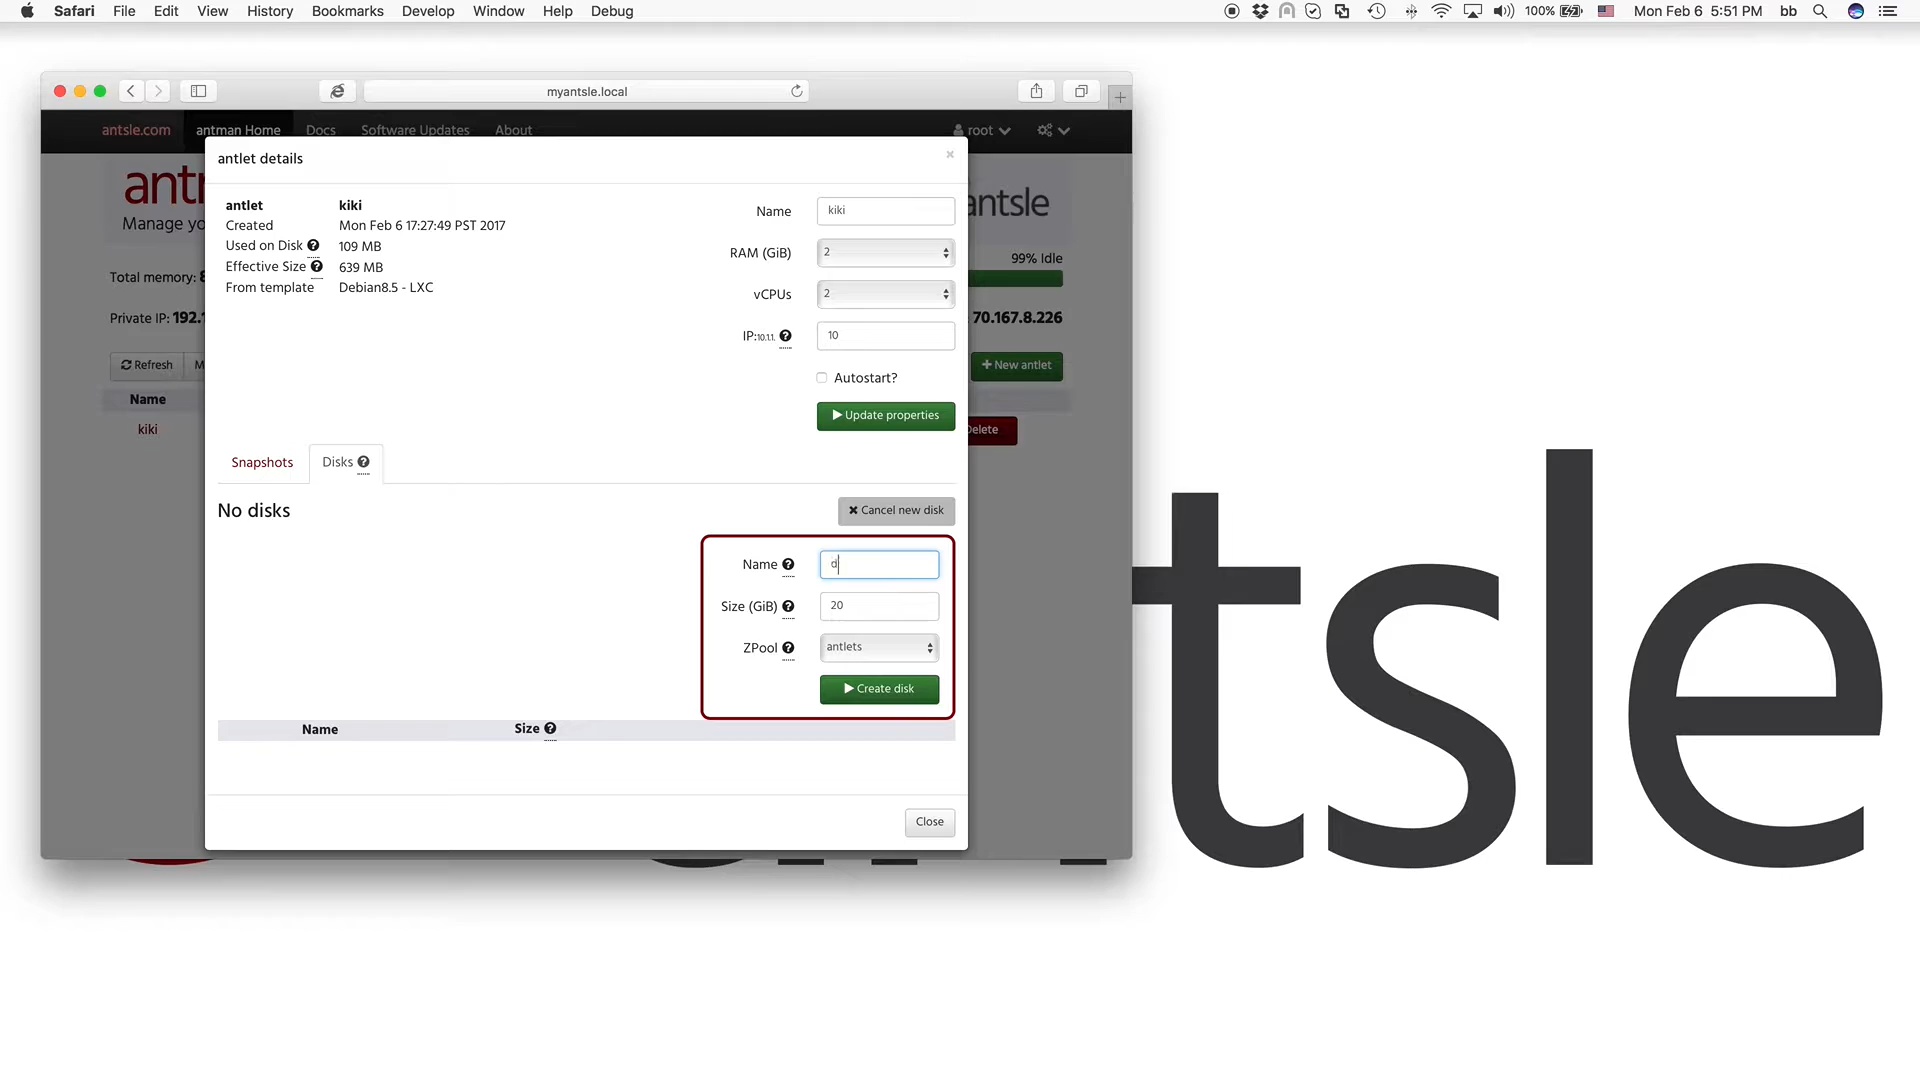 Safari File Edit View History Bookmarks Develop Window Help Debug 100% Mon Feb 6 5:51 PM bb
myantsle.local
antsle.com antman Home Docs Software Updates About root
antlet details ×
antlet kiki
Created Mon Feb 6 17:27:49 PST 2017
Used on Disk ? 109 MB
Effective Size ? 639 MB
From template Debian8.5 - LXC
Name kiki
RAM (GiB) 2
vCPUs 2
IP:10.1.1. ? 10
Autostart?
Update properties
antsle
Total memory:
99% Idle
Private IP: 192.1
70.167.8.226
Refresh
+ New antlet
Name
kiki
Delete
Snapshots Disks ?
No disks
Cancel new disk
Name ? d
Size (GiB) ? 20
ZPool ? antlets
Create disk
Name Size ?
Close
tsle